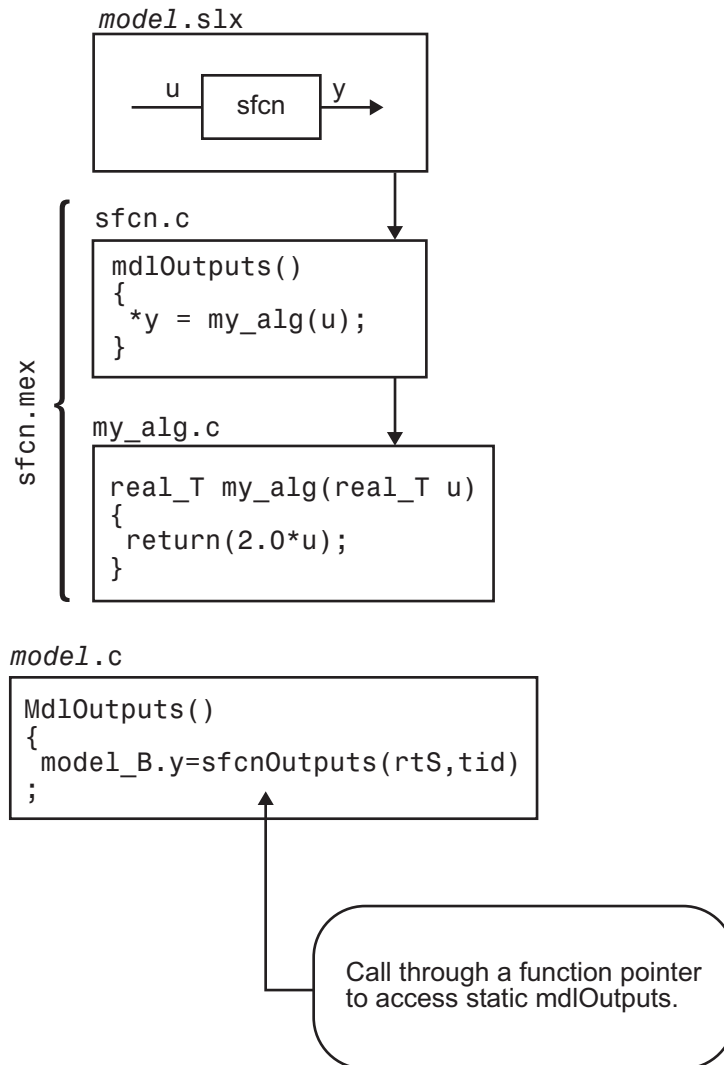 model.slx
u
sfcn
y
sfcn.mex
sfcn.c
mdlOutputs()
{
*y = my_alg(u);
}
my_alg.c
real_T my_alg(real_T u)
{
return(2.0*u);
}
model.c
MdlOutputs()
{
model_B.y=sfcnOutputs(rtS,tid)
;
Call through a function pointer
to access static mdlOutputs.